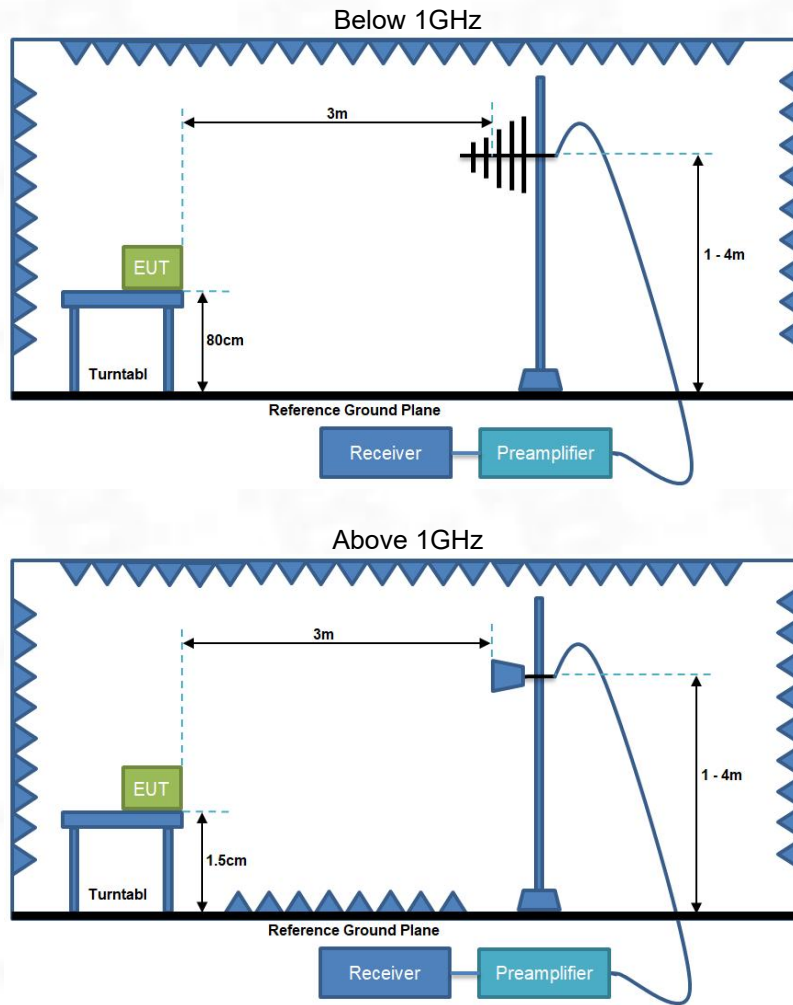 Below 1GHz
3m
EUT
1 - 4m
80cm
Turntabl
Reference Ground Plane
Receiver
Preamplifier
Above 1GHz
3m
EUT
1 - 4m
1.5cm
Turntabl
Reference Ground Plane
Receiver
Preamplifier